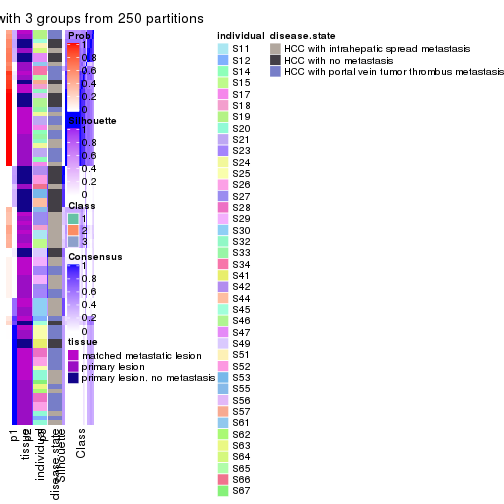 with 3 groups from 250 partitions
Prob
1
0.8
0.6
0.4
0.2
0
Silhouette
1
0.8
0.6
0.4
0.2
0
Class
1
2
3
Consensus
1
0.8
0.6
0.4
0.2
0
tissue
matched metastatic lesion
primary lesion
primary lesion. no metastasis
individual
S11
S12
S14
S15
S17
S18
S19
S20
S21
S23
S24
S25
S26
S27
S28
S29
S30
S32
S33
S34
S41
S42
S44
S45
S46
S47
S49
S51
S52
S53
S55
S56
S57
S61
S62
S63
S64
S65
S66
S67
disease.state
HCC with intrahepatic spread metastasis
HCC with no metastasis
HCC with portal vein tumor thrombus metastasis
p1
tissue
individual
disease.state
Silhouette
Class